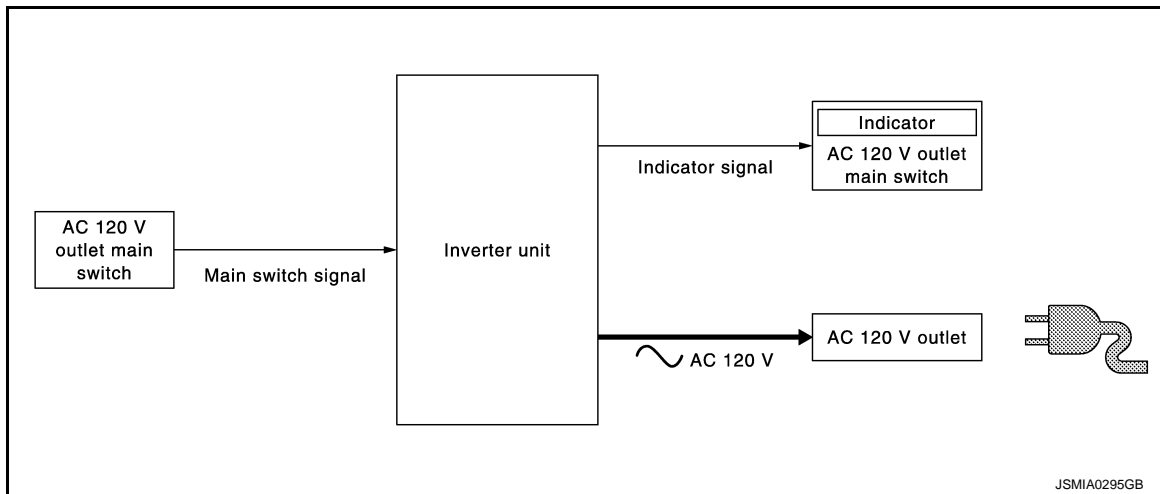 AC 120 V
outlet main
switch
Main switch signal
Inverter unit
Indicator signal
Indicator
AC 120 V outlet
main switch
AC 120 V
AC 120 V outlet
JSMIA0295GB